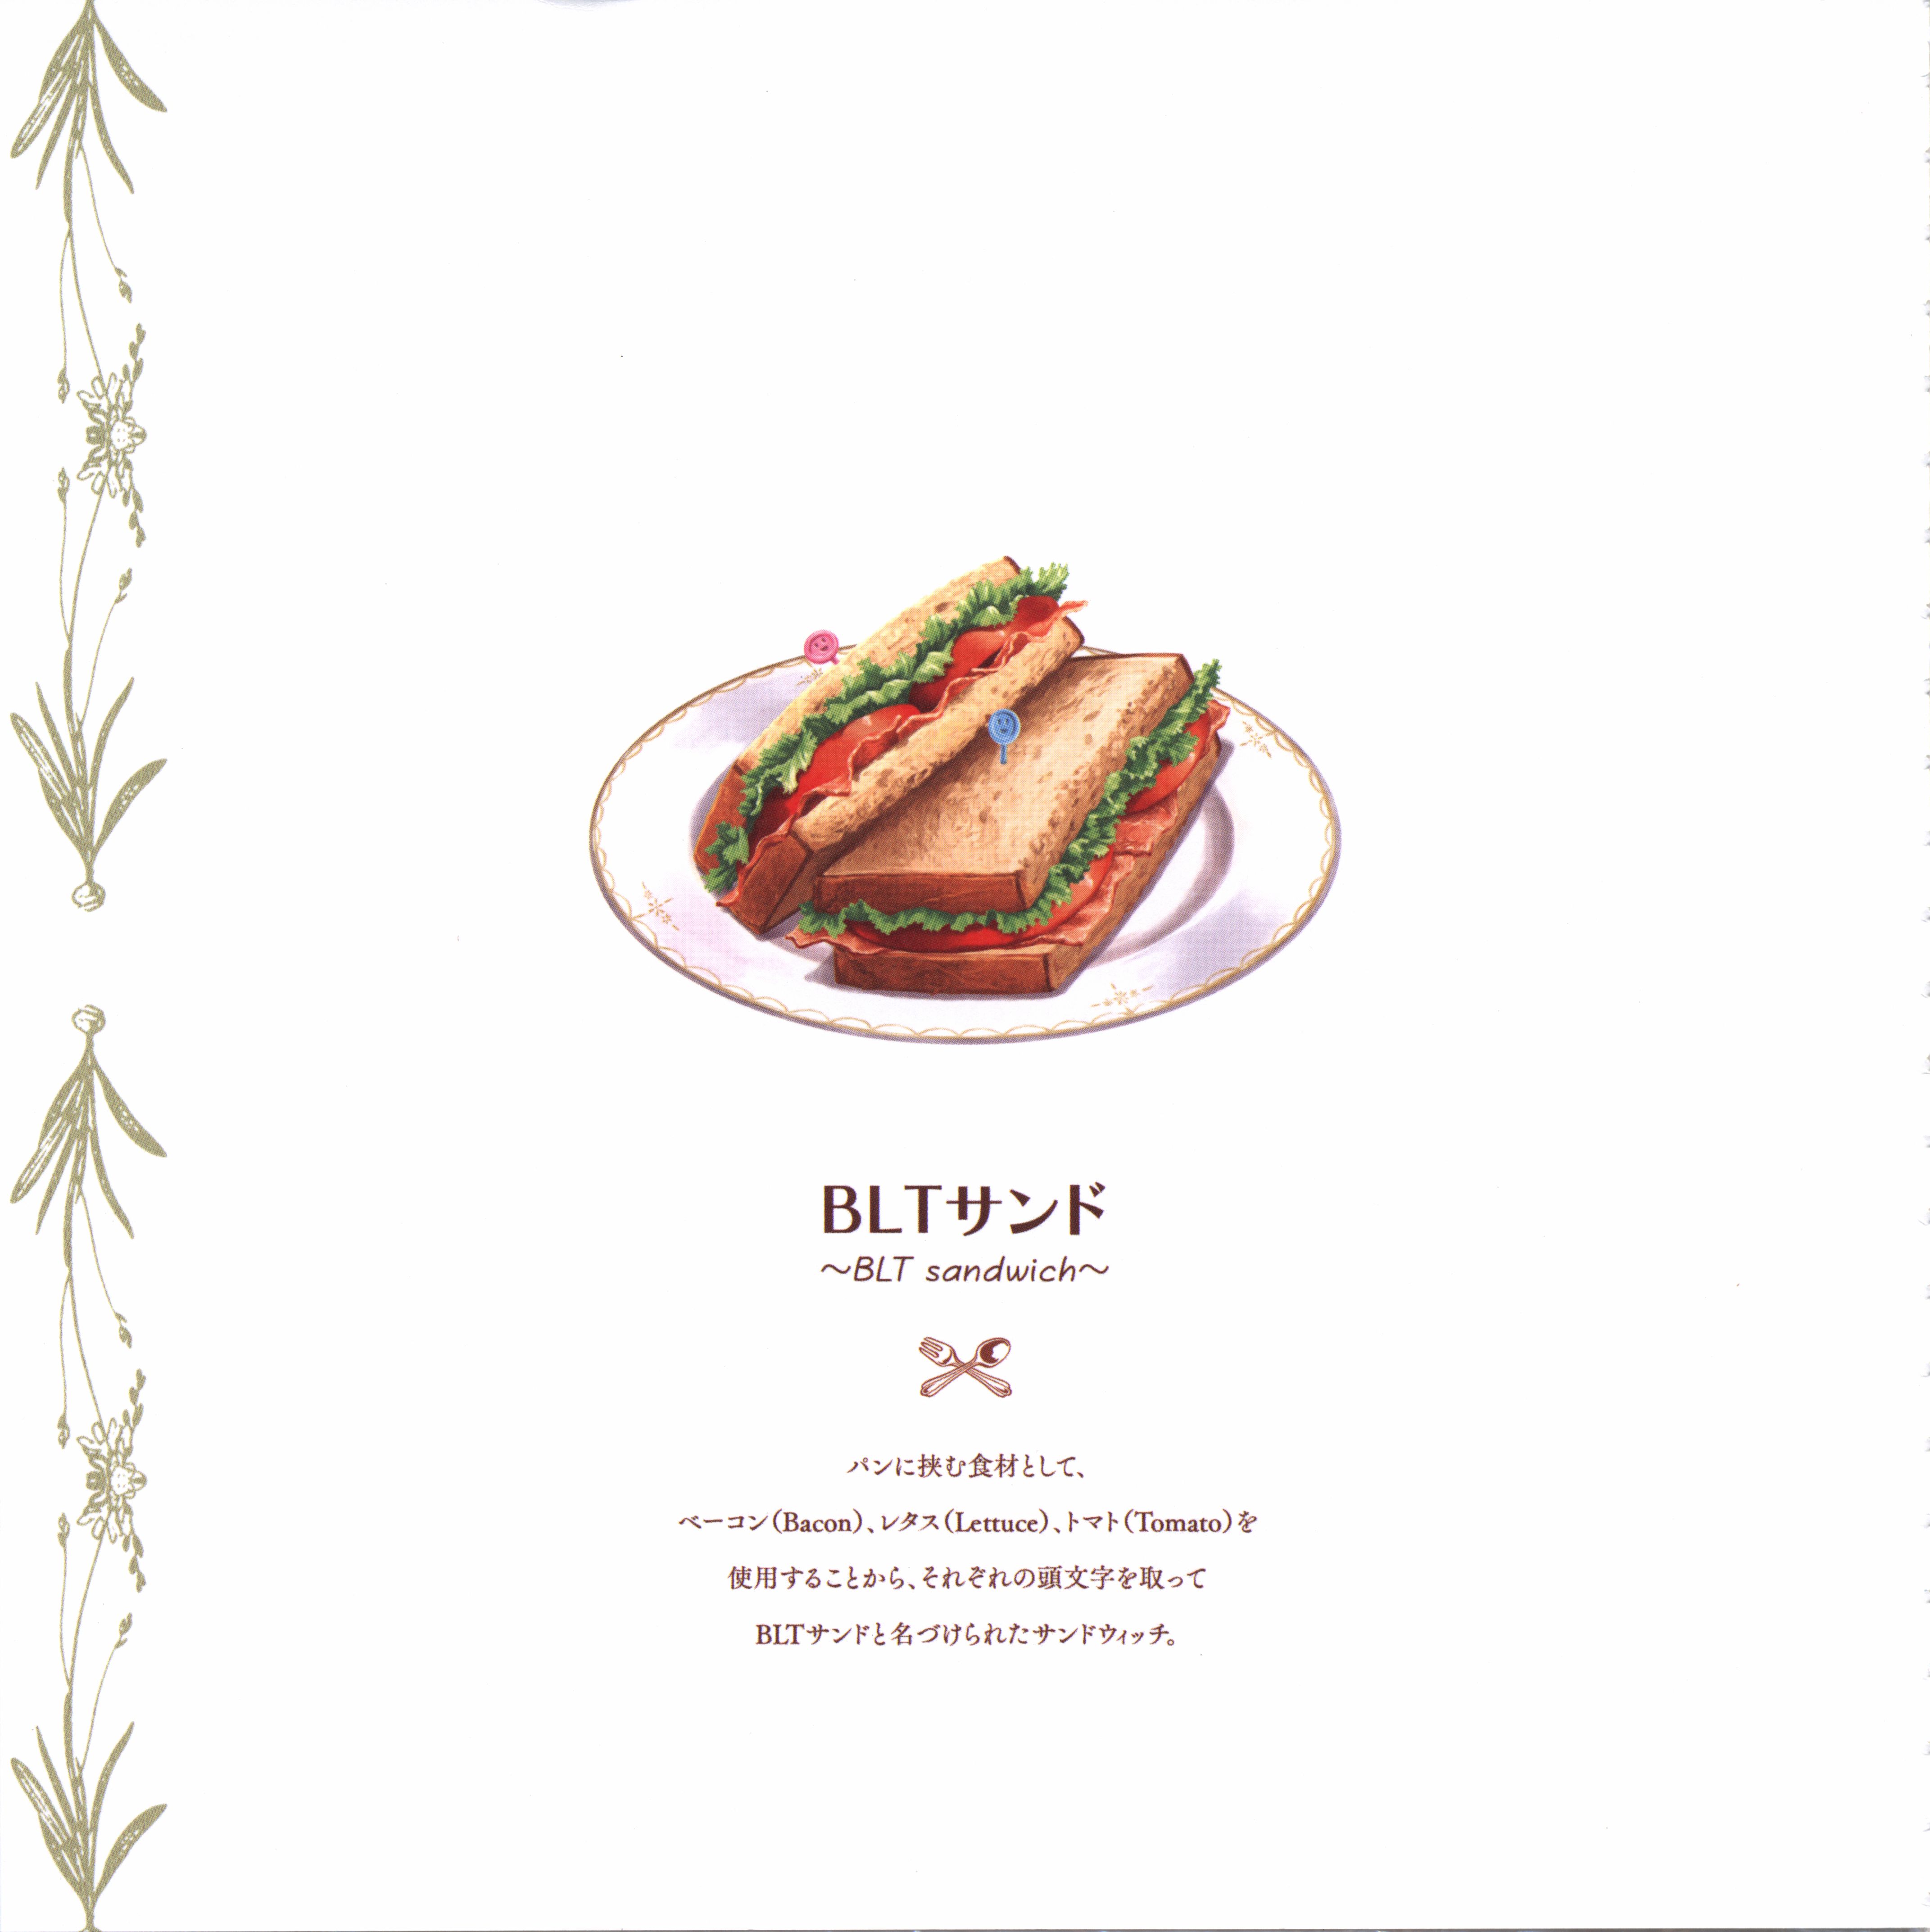 BLTサンド
～BLT sandwich～
パンに挟む食材として、
ベーコン(Bacon)、レタス(Lettuce)、トマト(Tomato)を
使用することから、それぞれの頭文字を取って
BLTサンドと名づけられたサンドウィッチ。